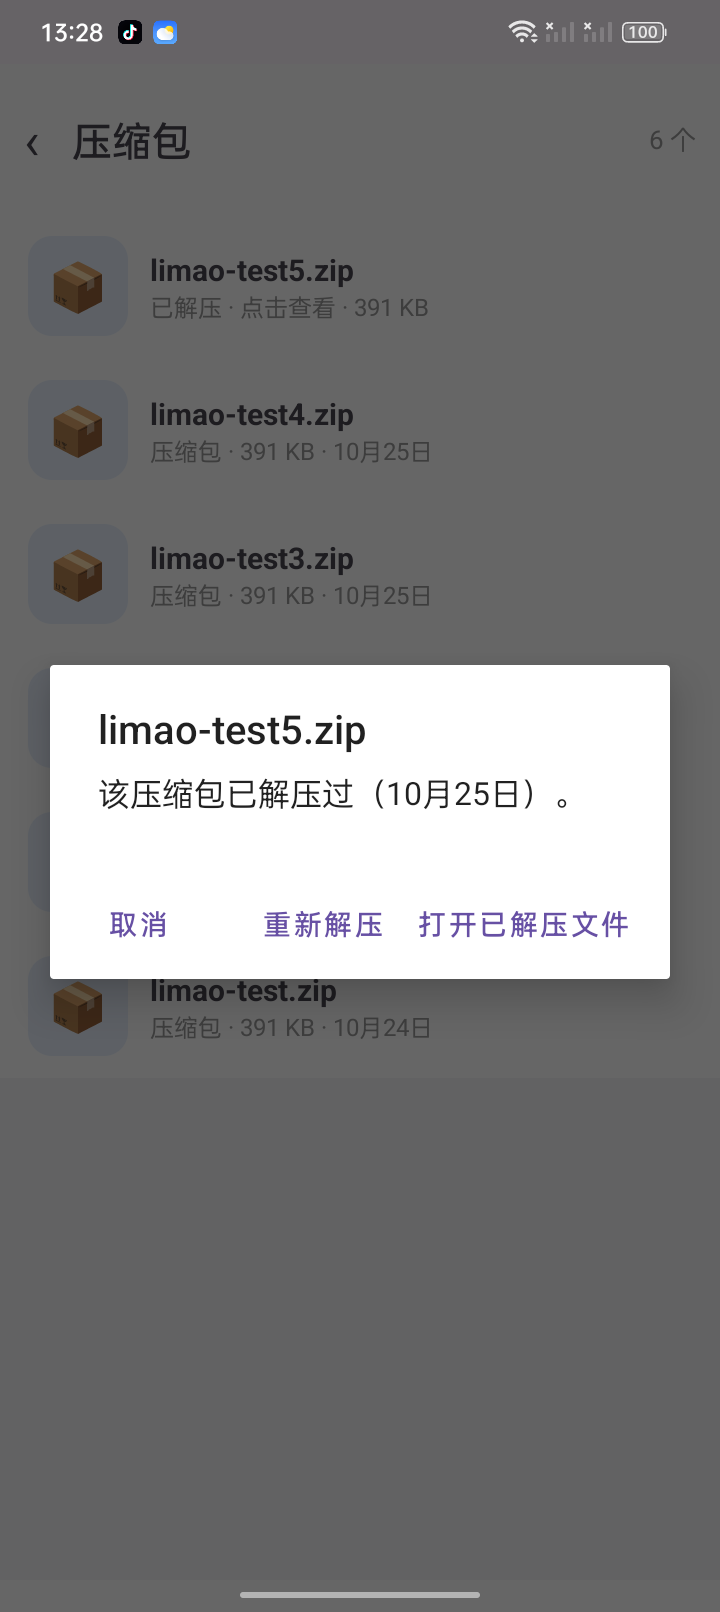 13:28
100
‹ 压缩包
6 个
limao-test5.zip
已解压 · 点击查看 · 391 KB
limao-test4.zip
压缩包 · 391 KB · 10月25日
limao-test3.zip
压缩包 · 391 KB · 10月25日
limao-test5.zip
该压缩包已解压过（10月25日）。
取消
重新解压
打开已解压文件
limao-test.zip
压缩包 · 391 KB · 10月24日